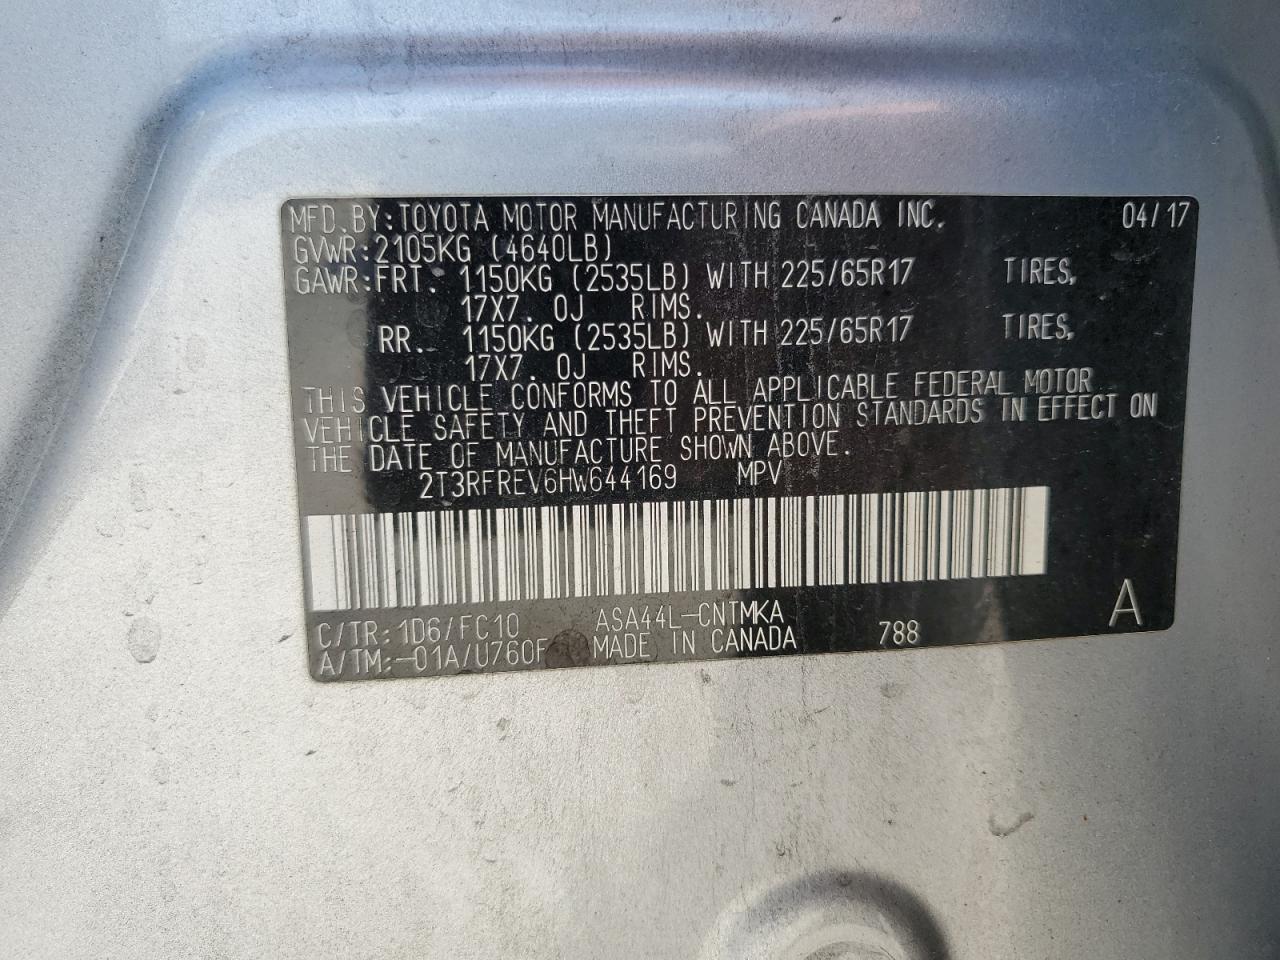 MFD.BY:TOYOTA MOTOR MANUFACTURING CANADA INC. 04/17
GVWR:2105KG (4640LB)
GAWR:FRT. 1150KG (2535LB) WITH 225/65R17 TIRES,
17X7.0J RIMS.
RR. 1150KG (2535LB) WITH 225/65R17 TIRES,
17X7.0J RIMS.
THIS VEHICLE CONFORMS TO ALL APPLICABLE FEDERAL MOTOR
VEHICLE SAFETY AND THEFT PREVENTION STANDARDS IN EFFECT ON
THE DATE OF MANUFACTURE SHOWN ABOVE.
2T3RFREV6HW644169 MPV
C/TR:1D6/FC10 ASA44L-CNTMKA A
A/TM:-01A/U760F MADE IN CANADA 788